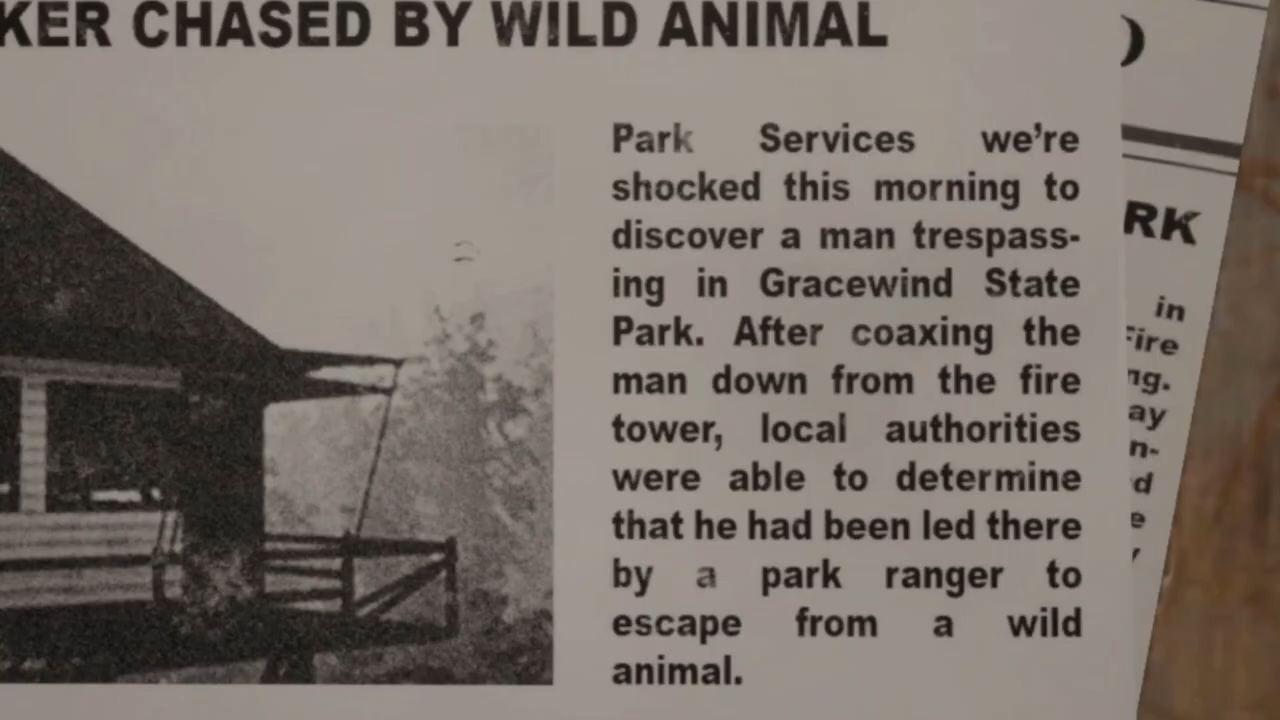 KER CHASED BY WILD ANIMAL
Park Services we're
shocked this morning to
discover a man trespass-
ing in Gracewind State
Park. After coaxing the
man down from the fire
tower, local authorities
were able to determine
that he had been led there
by a park ranger to
escape from a wild
animal.
)
RK
in
Fire
ng.
ay
n-
d
e
y